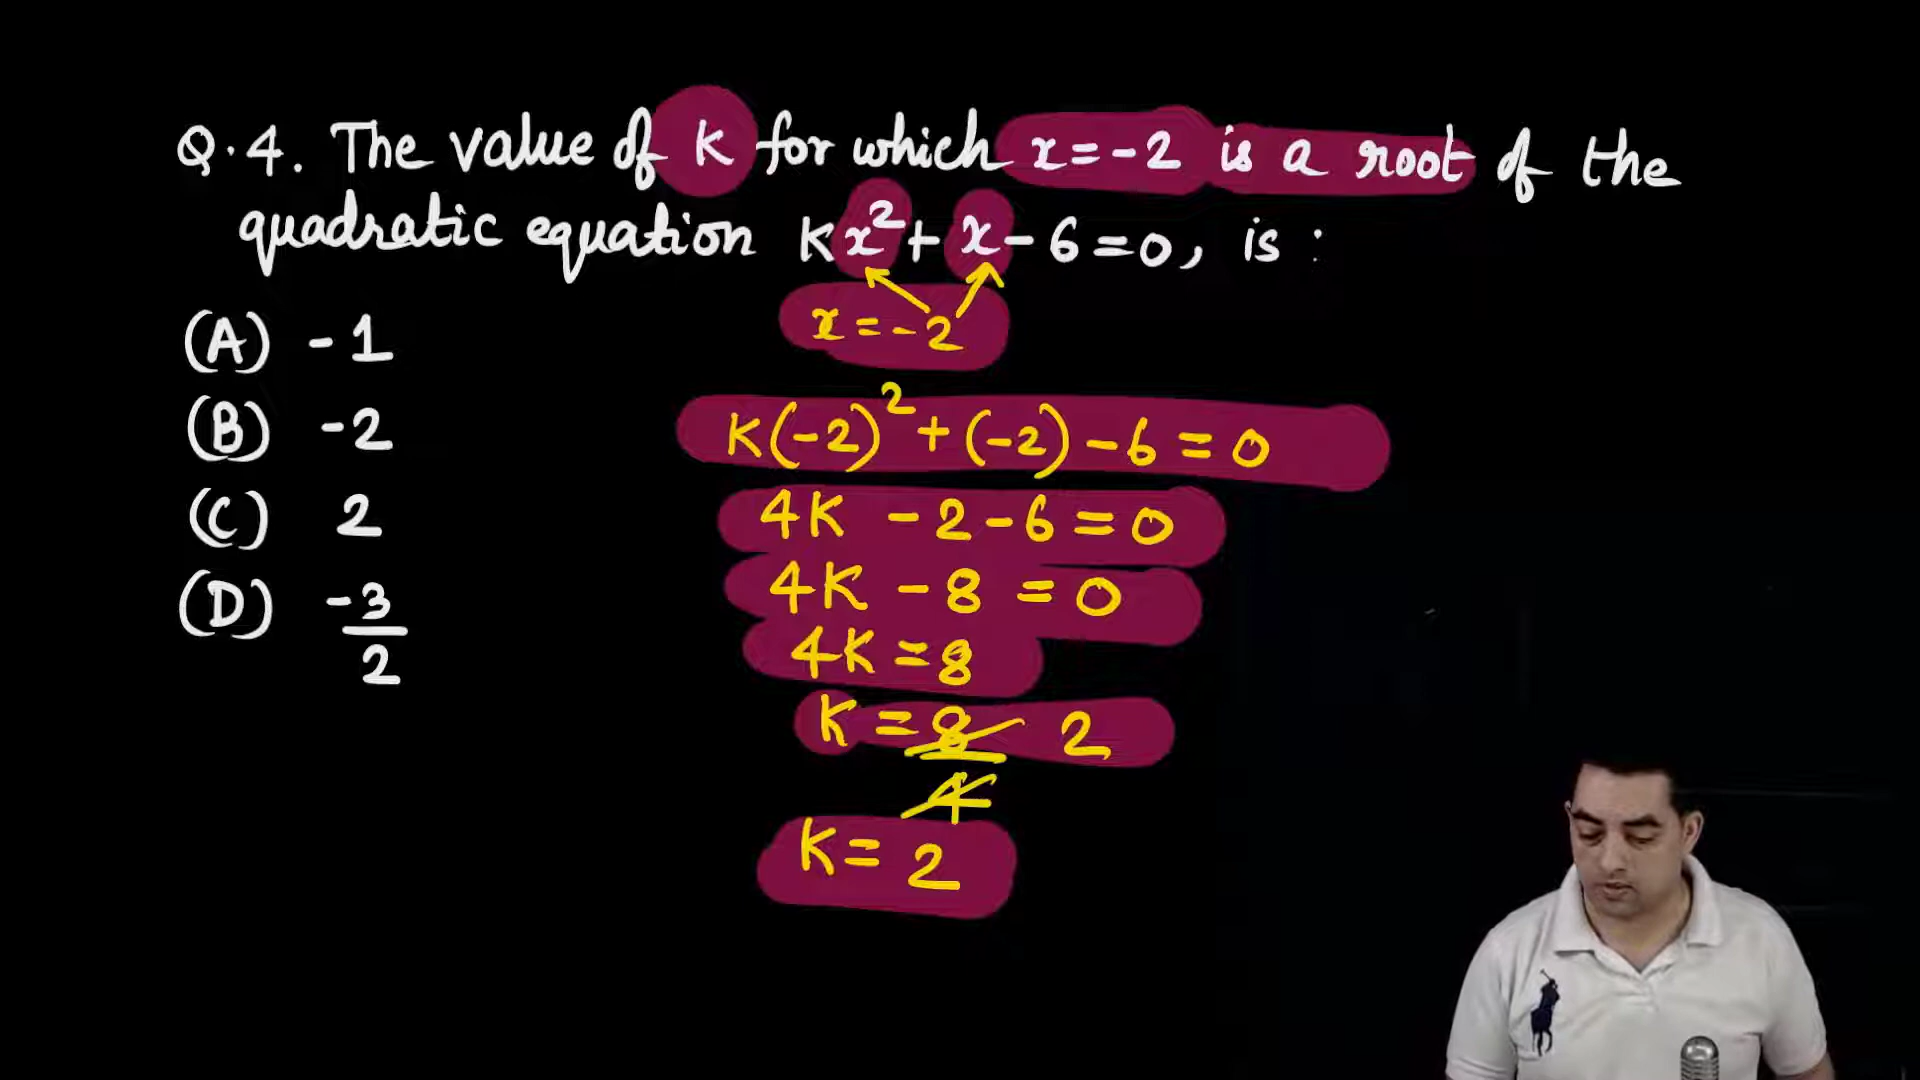 Q.4. The value of K for which x=-2 is a root of the
quadratic equation Kx²+x-6=0, is :
x=-2
(A) -1
(B) -2
(C) 2
(D) -3/2
K(-2)²+(-2)-6=0
4K -2-6=0
4K -8 =0
4K=8
K=8/4 2
K=2